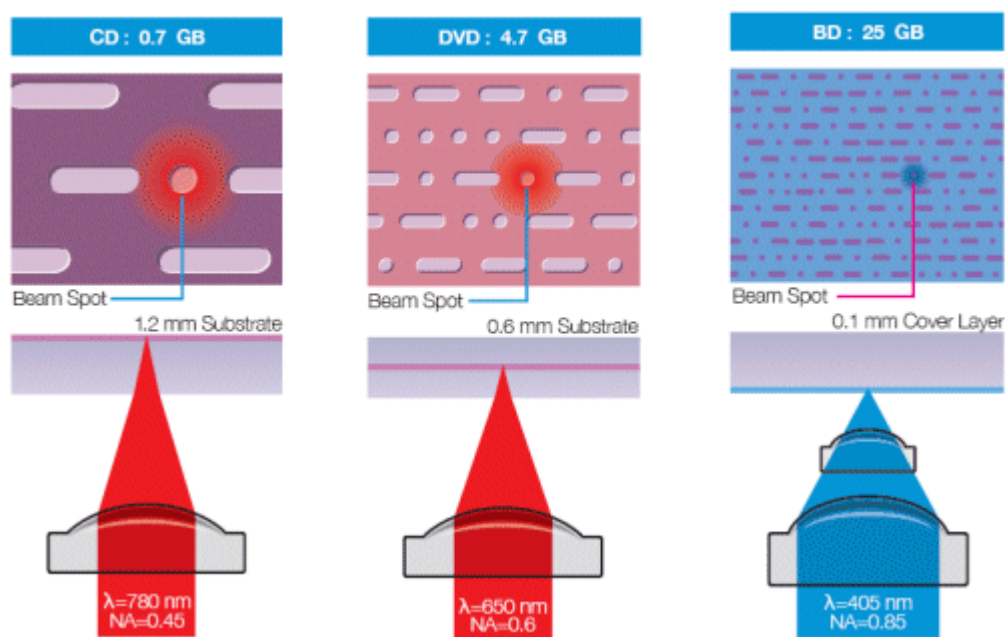 CD : 0.7 GB
DVD : 4.7 GB
BD : 25 GB
Beam Spot
Beam Spot
Beam Spot
1.2 mm Substrate
0.6 mm Substrate
0.1 mm Cover Layer
λ=780 nm
NA=0.45
λ=650 nm
NA=0.6
λ=405 nm
NA=0.85